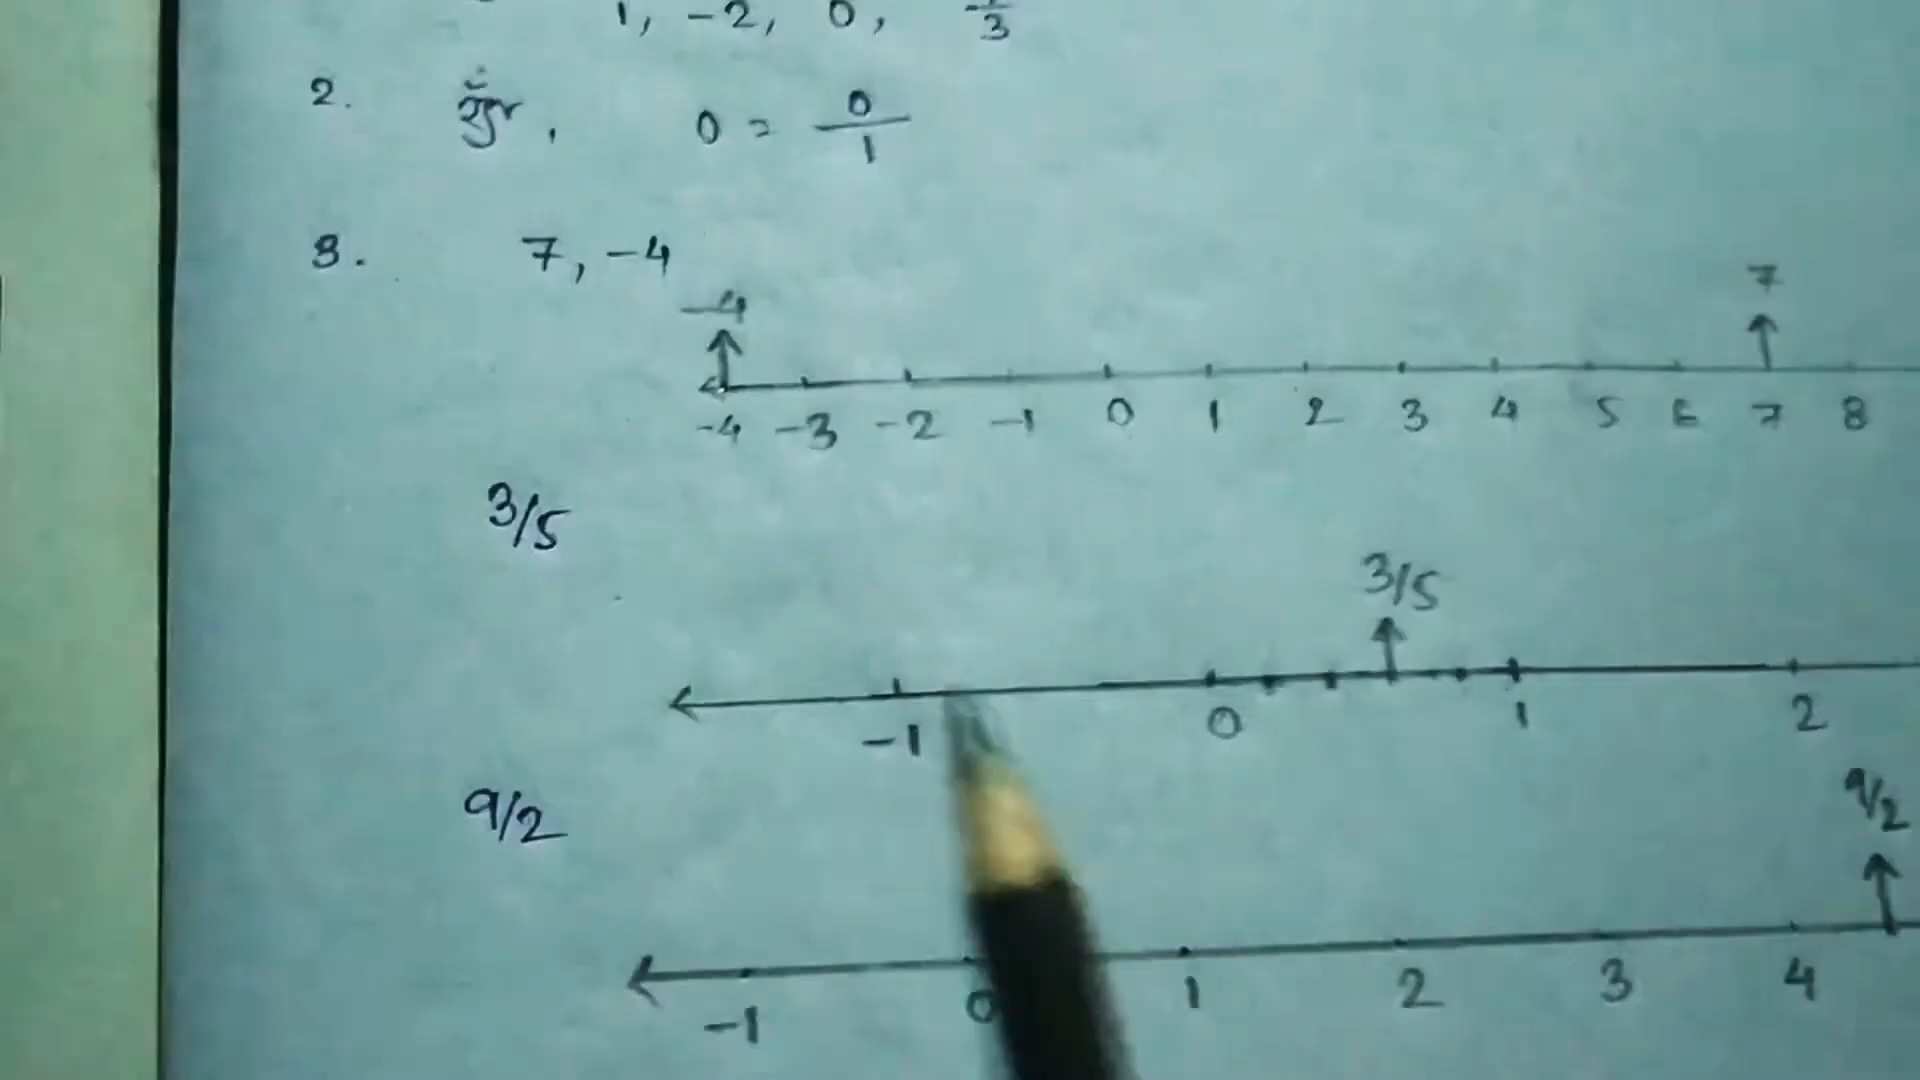 1, -2, 0, -1/3
2. 0 = 0/1
3. 7, -4
-4 7
-4 -3 -2 -1 0 1 2 3 4 5 6 7 8
3/5
3/5
-1 0 1 2
9/2
9/2
-1 0 1 2 3 4